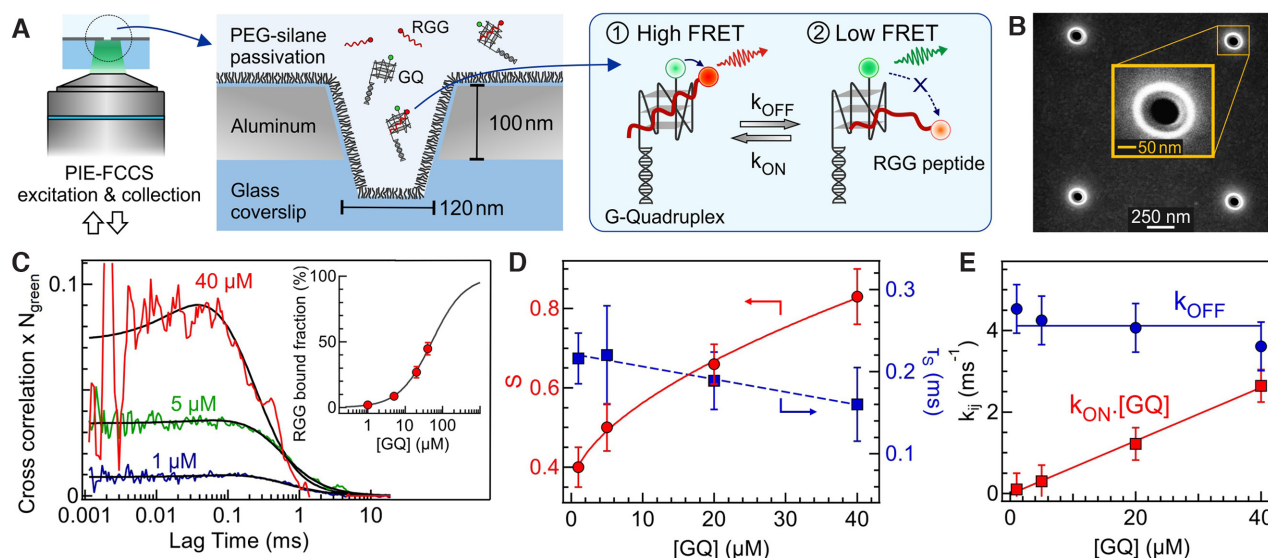 A
PIE-FCCS
excitation & collection
PEG-silane
passivation
RGG
GQ
Aluminum
100 nm
Glass
coverslip
120 nm
① High FRET
② Low FRET
X
kOFF
kON
RGG peptide
G-Quadruplex
B
50 nm
250 nm
C
Cross correlation x Ngreen
0.1
0
40 µM
5 µM
1 µM
0.001
0.01
0.1
1
10
Lag Time (ms)
RGG bound fraction (%)
100
50
0
1
10
100
[GQ] (µM)
D
S
0.8
0.6
0.4
0
10
20
30
40
[GQ] (µM)
0.3
0.2
0.1
τS (ms)
E
kij (ms-1)
4
2
0
kOFF
kON.[GQ]
0
20
40
[GQ] (µM)